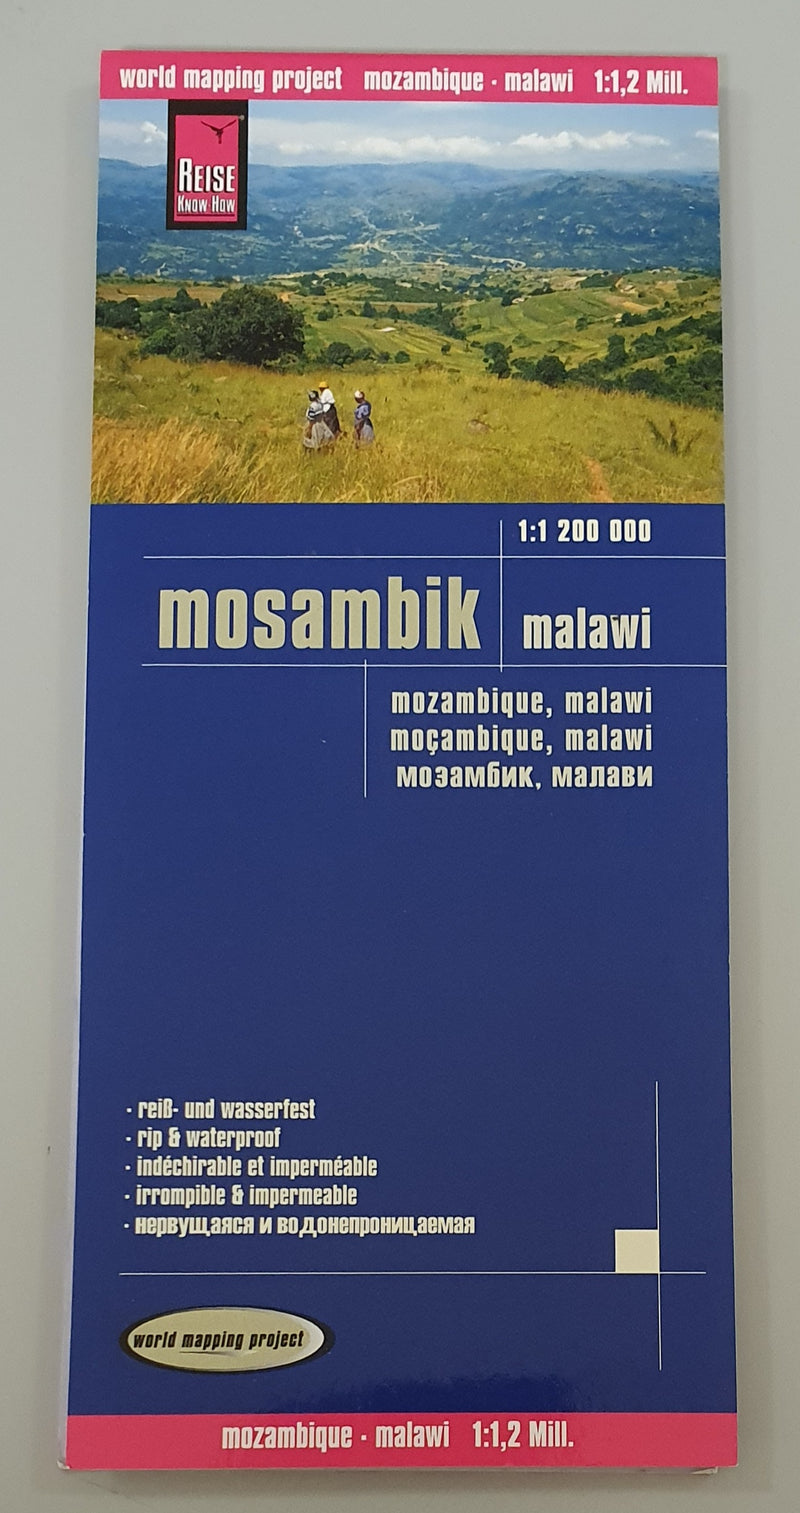 world mapping project mozambique · malawi 1:1,2 Mill.
REISE
KNOW-HOW
1:1 200 000
mosambik malawi
mozambique, malawi
moçambique, malawi
мозамбик, малави
· reiß- und wasserfest
· rip & waterproof
· indéchirable et imperméable
· irrompible & impermeable
· нервущаяся и водонепроницаемая
world mapping project
mozambique · malawi 1:1,2 Mill.